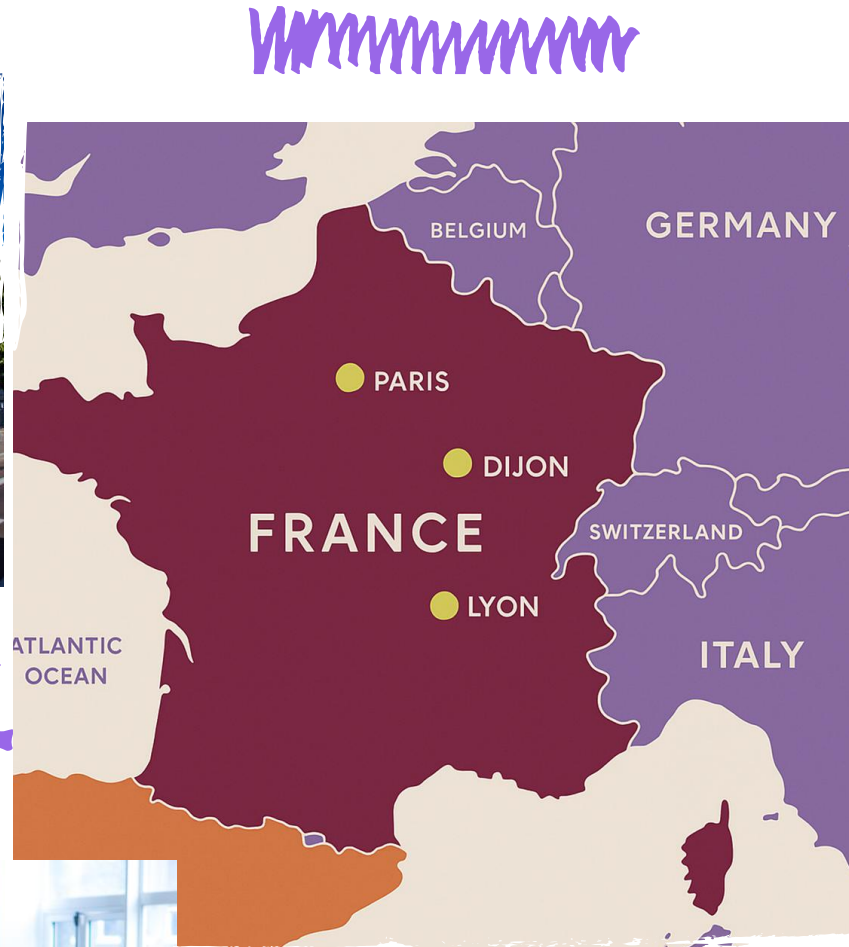 BELGIUM
GERMANY
PARIS
DIJON
FRANCE
SWITZERLAND
LYON
ATLANTIC
OCEAN
ITALY